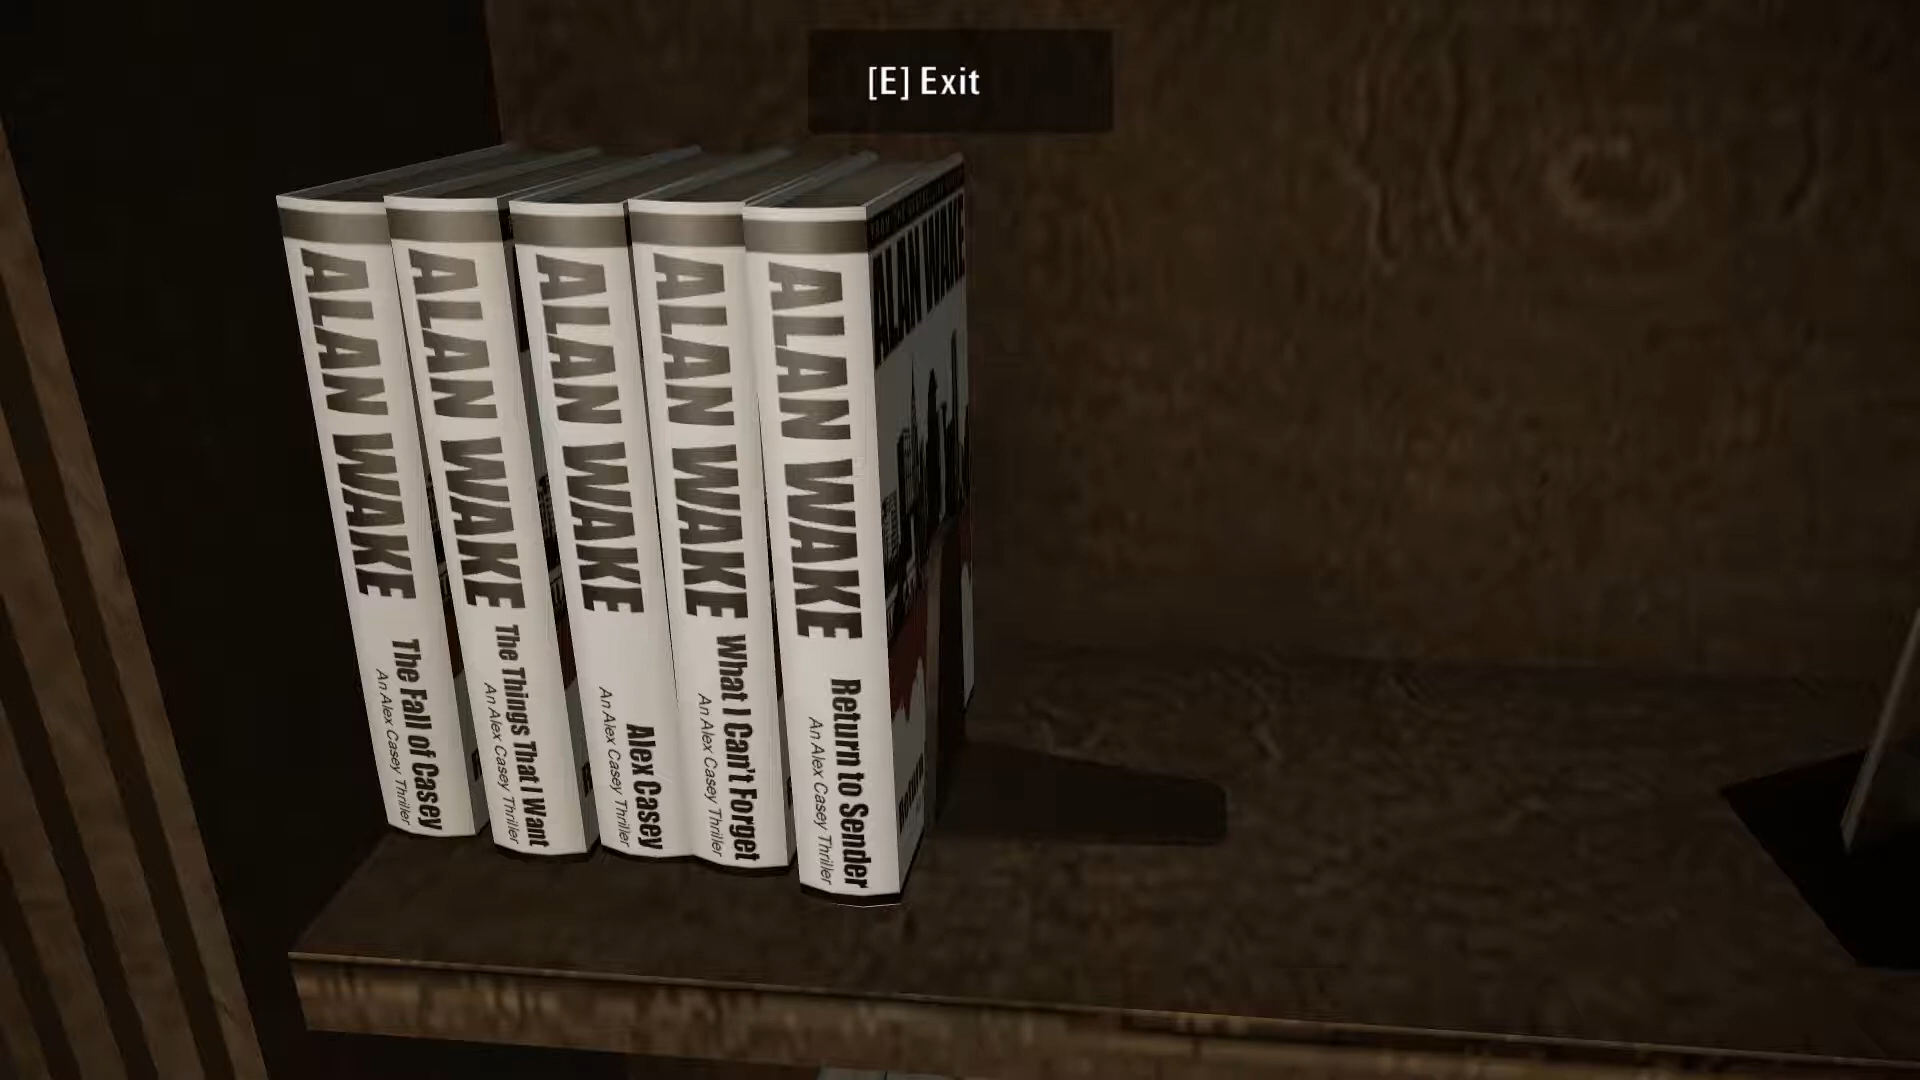 [E] Exit
ALAN WAKE
The Fall of Casey
An Alex Casey Thriller
ALAN WAKE
The Things That I Want
An Alex Casey Thriller
ALAN WAKE
Alex Casey
An Alex Casey Thriller
ALAN WAKE
What I Can't Forget
An Alex Casey Thriller
ALAN WAKE
Return to Sender
An Alex Casey Thriller
ALAN WAKE